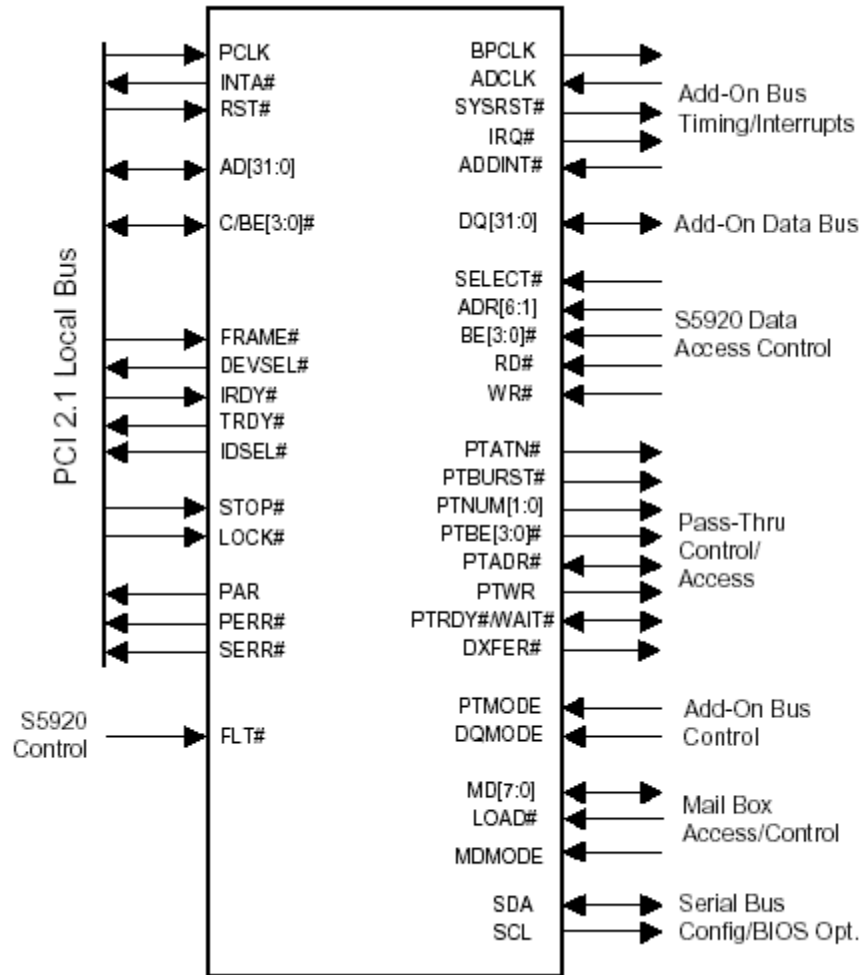 PCI 2.1 Local Bus
PCLK
INTA#
RST#
AD[31:0]
C/BE[3:0]#
FRAME#
DEVSEL#
IRDY#
TRDY#
IDSEL#
STOP#
LOCK#
PAR
PERR#
SERR#
S5920
Control
FLT#
BPCLK
ADCLK
SYSRST#
IRQ#
ADDINT#
Add-On Bus
Timing/Interrupts
DQ[31:0]
Add-On Data Bus
SELECT#
ADR[6:1]
BE[3:0]#
RD#
WR#
S5920 Data
Access Control
PTATN#
PTBURST#
PTNUM[1:0]
PTBE[3:0]#
PTADR#
PTWR
PTRDY#/WAIT#
DXFER#
Pass-Thru
Control/
Access
PTMODE
DQMODE
Add-On Bus
Control
MD[7:0]
LOAD#
MDMODE
Mail Box
Access/Control
SDA
SCL
Serial Bus
Config/BIOS Opt.